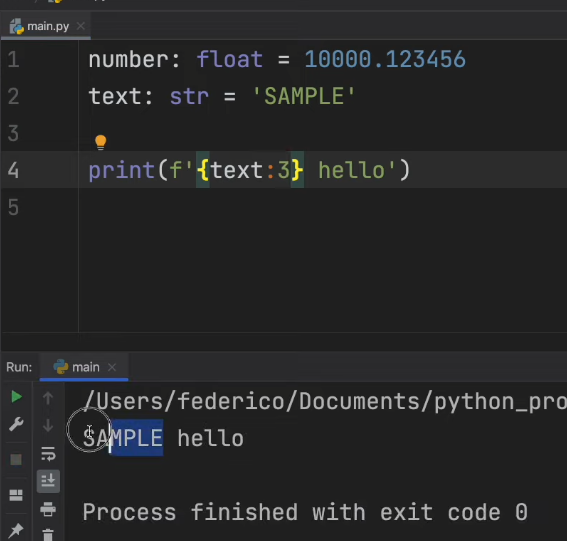 main.py
1 number: float = 10000.123456
2 text: str = 'SAMPLE'
3
4 print(f'{text:3} hello')
5
Run: main
/Users/federico/Documents/python_pro
SAMPLE hello
Process finished with exit code 0